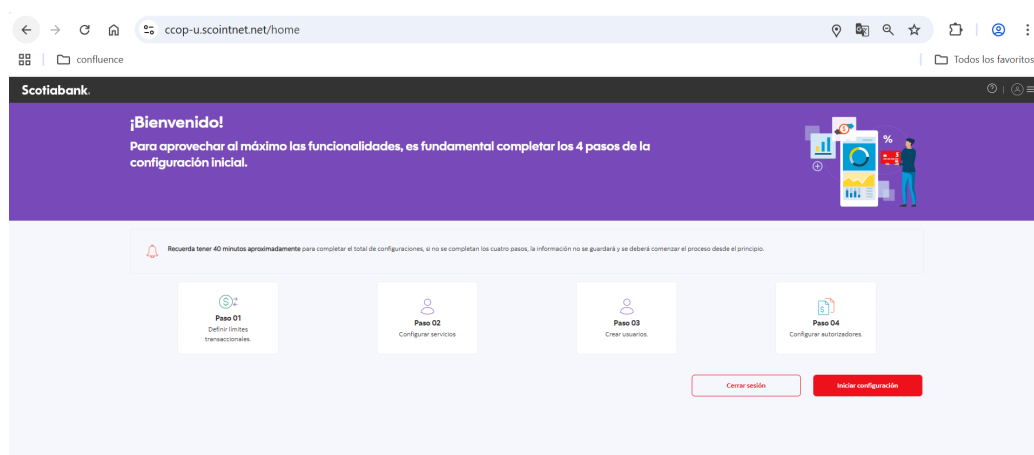 ccop-u.scointnet.net/home
confluence
Todos los favoritos
Scotiabank.
¡Bienvenido!
Para aprovechar al máximo las funcionalidades, es fundamental completar los 4 pasos de la
configuración inicial.
%
Recuerda tener 40 minutos aproximadamente para completar el total de configuraciones, si no se completan los cuatro pasos, la información no se guardará y se deberá comenzar el proceso desde el principio.
Paso 01
Definir límites
transaccionales.
Paso 02
Configurar servicios
Paso 03
Crear usuarios.
Paso 04
Configurar autorizadores.
Cerrar sesión
Iniciar configuración